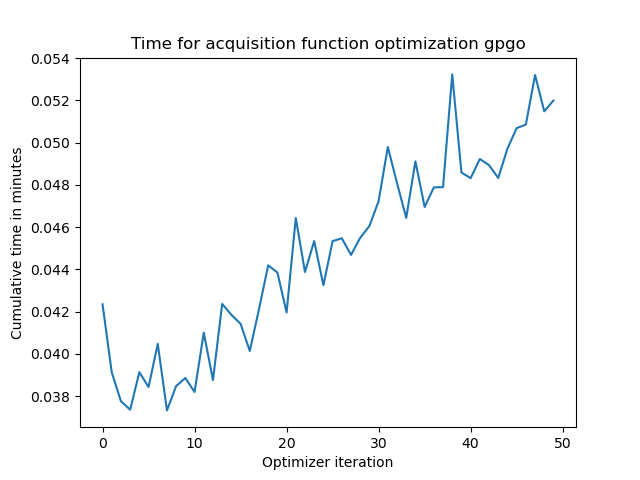 Time for acquisition function optimization gpgo
0.054
0.052
0.050
0.048
0.046
0.044
0.042
0.040
0.038
Cumulative time in minutes
0 10 20 30 40 50
Optimizer iteration